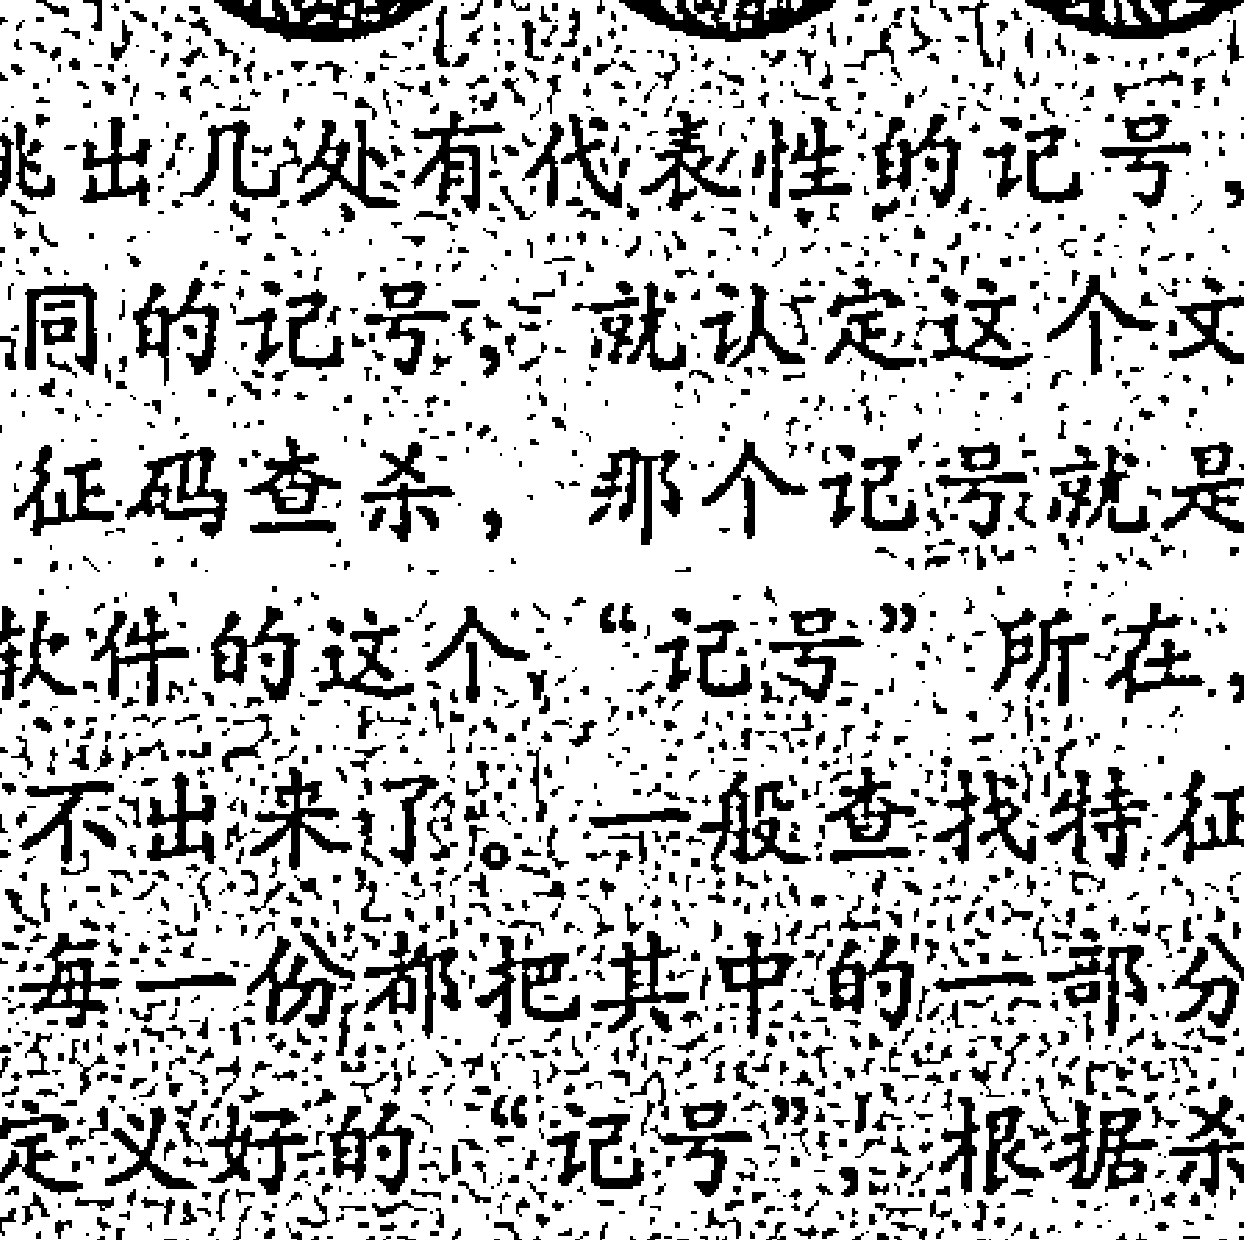 挑出几处有代表性的记号，
同的记号，就认定这个文
征码查杀，那个记号就是
软件的这个“记号”所在，
不出来了。一般查找特征
每一份都把其中的一部分
定义好的“记号”，根据杀